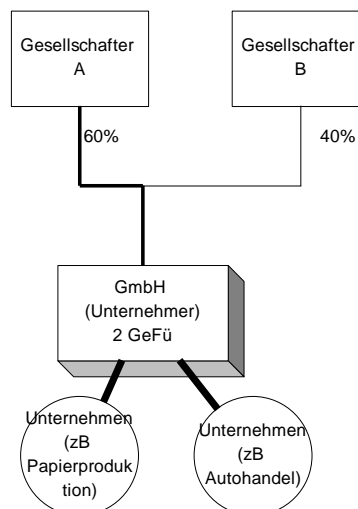 Gesellschafter
A
Gesellschafter
B
60%
40%
GmbH
(Unternehmer)
2 GeFü
Unternehmen
(zB
Papierproduk
tion)
Unternehmen
(zB
Autohandel)